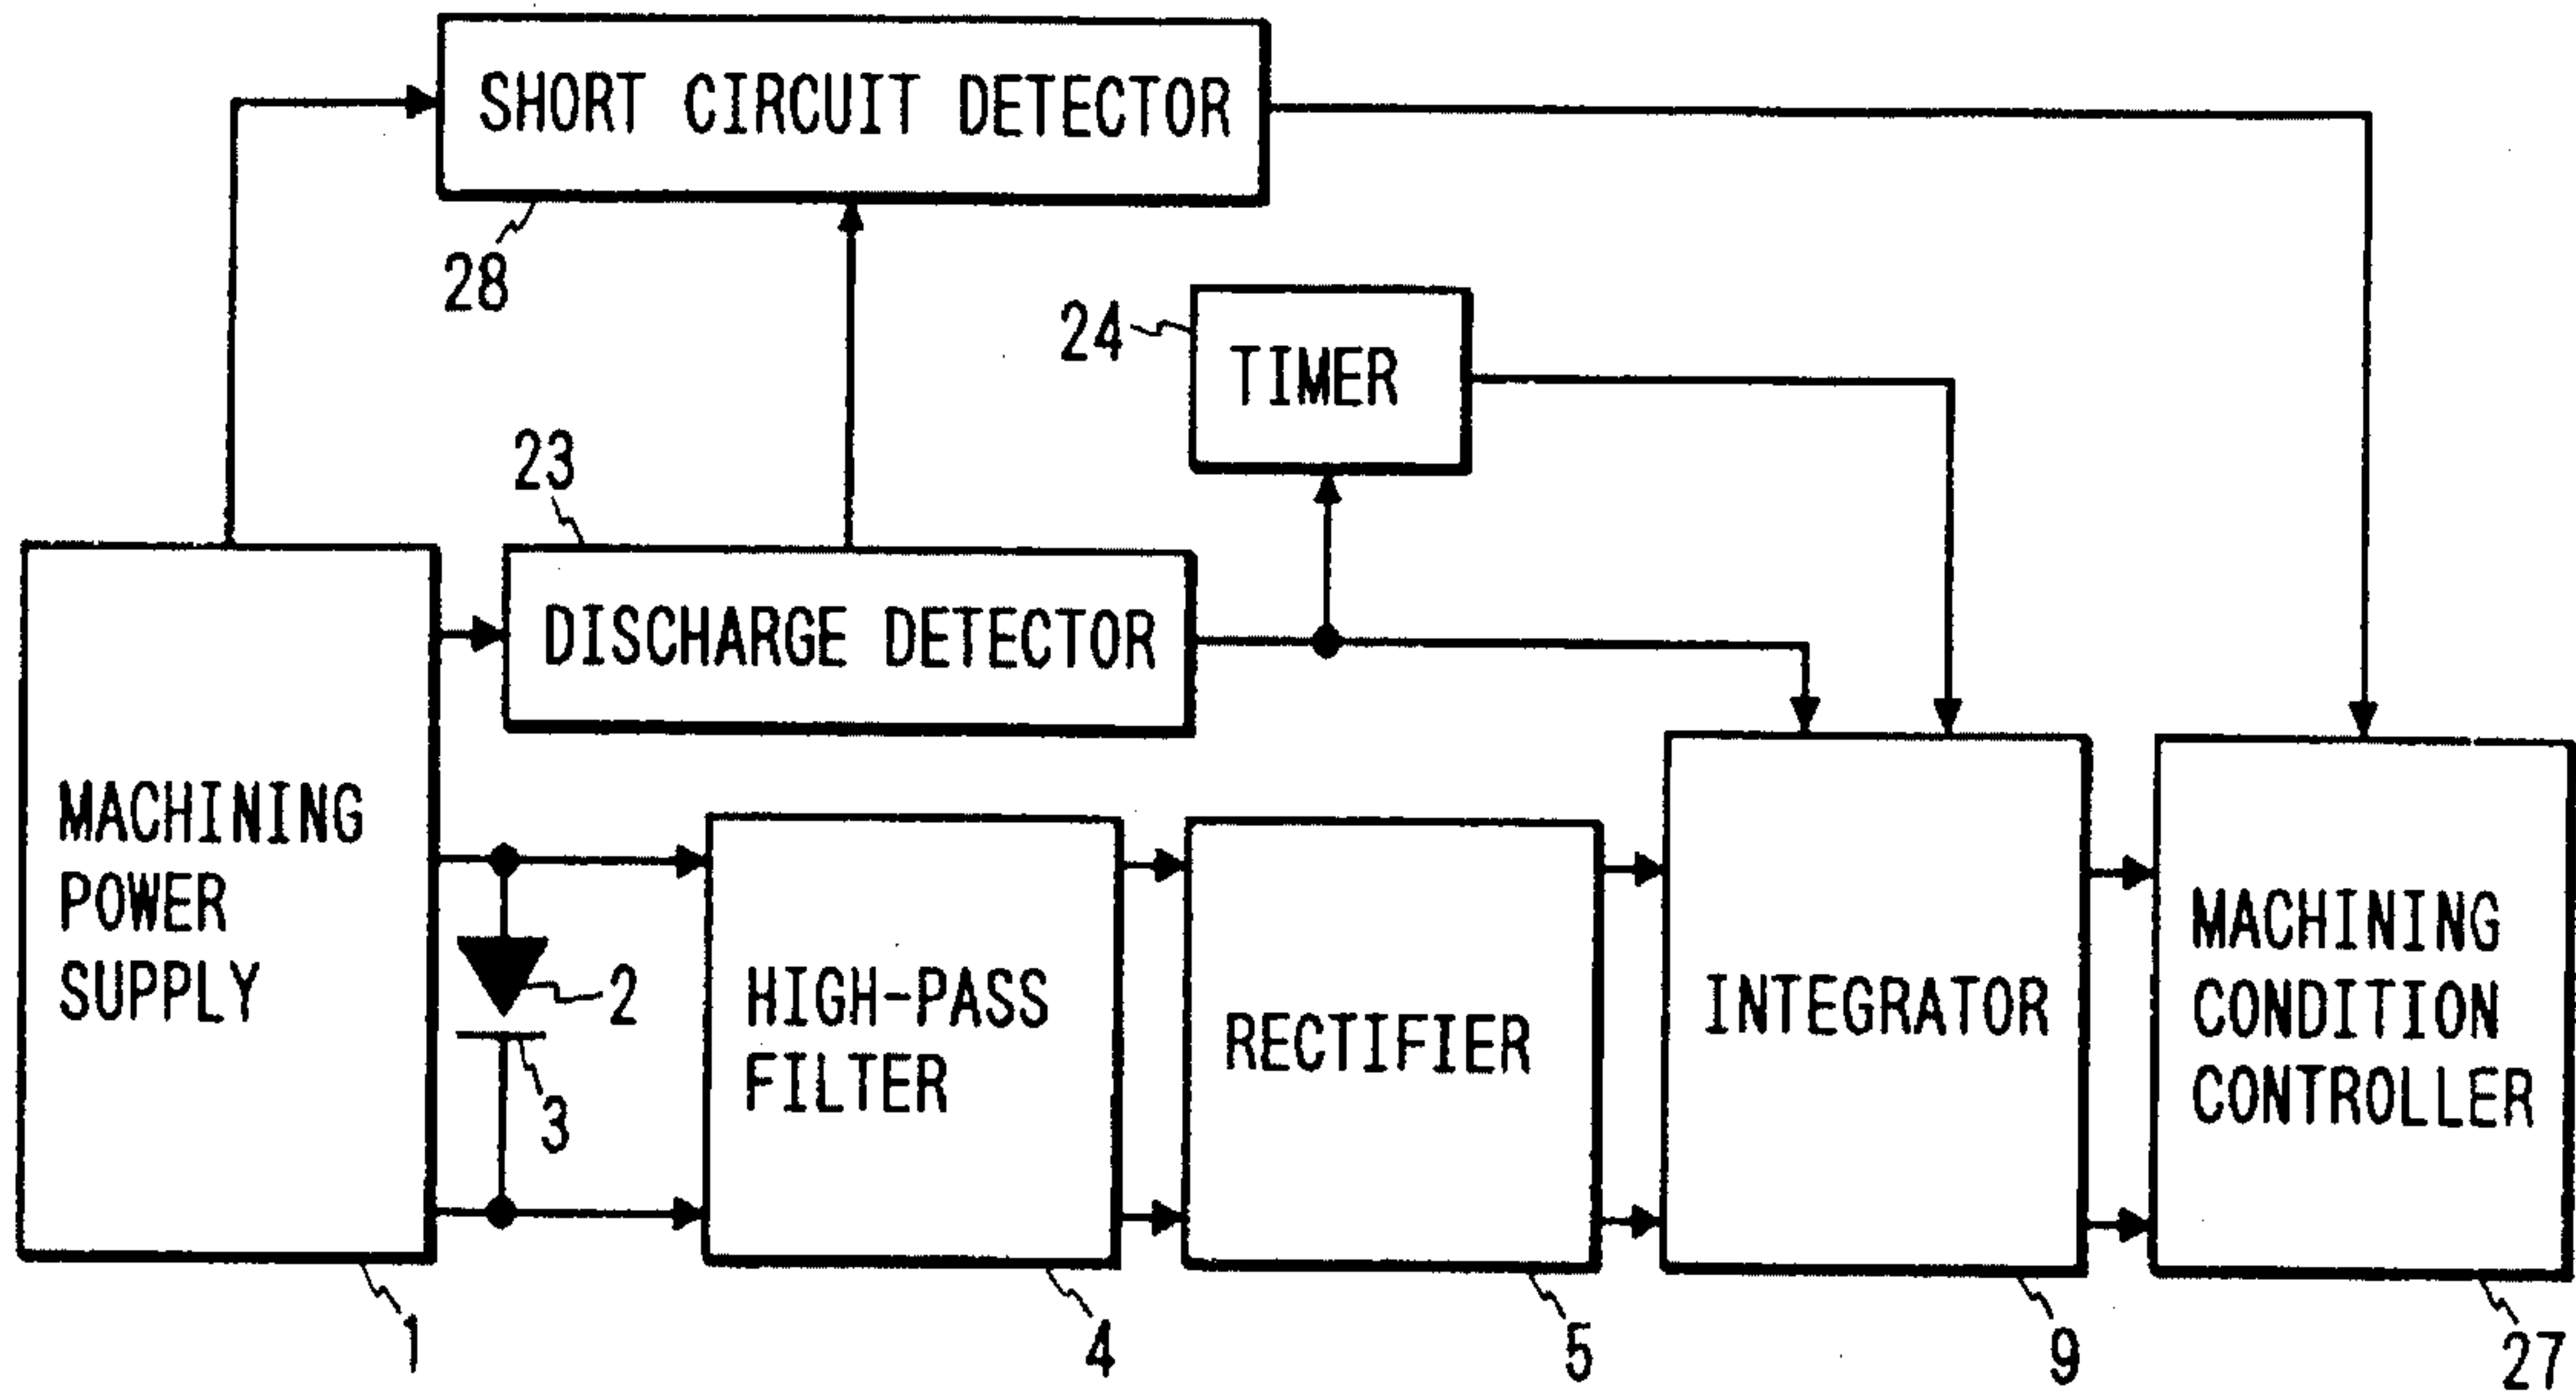 SHORT CIRCUIT DETECTOR
28
24
TIMER
23
DISCHARGE DETECTOR
MACHINING
POWER
SUPPLY
2
3
HIGH-PASS
FILTER
RECTIFIER
INTEGRATOR
MACHINING
CONDITION
CONTROLLER
1
4
5
9
27